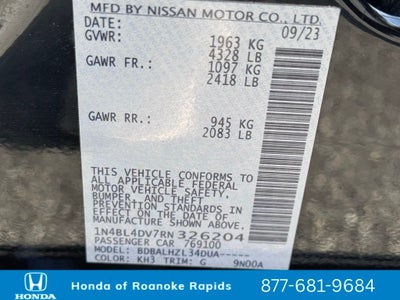 MFD BY NISSAN MOTOR CO., LTD.
DATE: 09/23
GVWR: 1963 KG
4328 LB
GAWR FR.: 1097 KG
2418 LB
GAWR RR.: 945 KG
2083 LB
THIS VEHICLE CONFORMS TO
ALL APPLICABLE FEDERAL
MOTOR VEHICLE SAFETY,
BUMPER, AND THEFT
PREVENTION STANDARDS IN
EFFECT ON THE DATE OF
MANUFACTURE SHOWN ABOVE.
1N4BL4DV7RN326204
PASSENGER CAR 769100
MODEL: BDBALHZL34DUA-----
COLOR: KH3 TRIM: G 9N00A
HONDA
Honda of Roanoke Rapids
877-681-9684